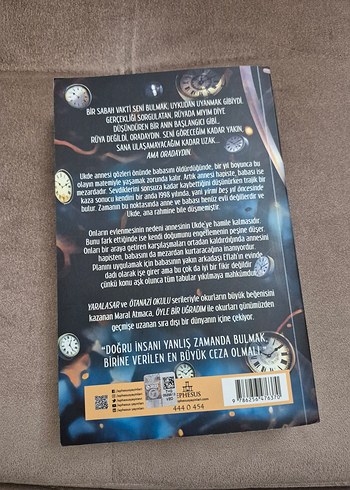 BİR SABAH VAKTİ SENİ BULMAK, UYKUDAN UYANMAK GİBİYDİ.
GERÇEKLİĞİ SORGULATAN, RÜYADA MIYIM DİYE
DÜŞÜNDÜREN BİR ANIN BAŞLANGICI GİBİ..
RÜYA DEĞİLDİ, ORADAYDIN. SENİ GÖRECEĞİM KADAR YAKIN,
SANA ULAŞAMAYACAĞIM KADAR UZAK...
AMA ORADAYDIN.
Ukde annesi gözleri önünde babasını öldürdüğünde, bir yıl boyunca bu
olayın matemiyle yaşamak zorunda kalır. Artık annesi hapiste, babası ise
mezardadır. Sevdiklerini sonsuza kadar kaybettiğini düşünürken trajik bir
kaza sonucu kendini bir anda 1998 yılında, yani yirmi beş yıl öncesinde
bulur. Zamanın bu noktasında anne ve babası henüz evli değillerdir ve
Ukde, ana rahmine bile düşmemiştir.
Onların evlenmesinin nedeni annesinin Ukde'ye hamile kalmasıdır.
Bunu fark ettiğinde ise kendi doğumunu engellemenin peşine düşer.
Onları bir araya getiren karşılaşmaları ortadan kaldırdığında annesini
hapisten, babasını da mezardan kurtaracağına inanıyordur.
Planını uygulamak için babasının yakın arkadaşı Eflah'ın evinde
dadı olarak işe girer ama bu çok da iyi bir fikir değildir
çünkü konu aşk olunca tüm tabular yıkılmaya mahkûmdur.
YARALASAR ve ÖTANAZİ OKULU serileriyle okurların büyük beğenisini
kazanan Maral Atmaca, ÖYLE BİR UĞRADIM ile okurları günümüzden
geçmişe uzanan sıra dışı bir dünyanın içine çekiyor.
"DOĞRU İNSANI YANLIŞ ZAMANDA BULMAK,
BİRİNE VERİLEN EN BÜYÜK CEZA OLMALI.
EPHESUS
444 0 454
9 786256 476370